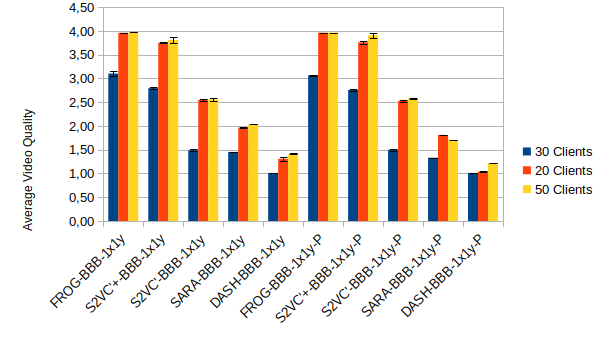 4,50
4,00
3,50
3,00
2,50
2,00
1,50
1,00
0,50
0,00
Average Video Quality
FROG-BBB-1x1y
S2VC'+-BBB-1x1y
S2VC'-BBB-1x1y
SARA-BBB-1x1y
DASH-BBB-1x1y
FROG-BBB-1x1y-P
S2VC'+-BBB-1x1y-P
S2VC'-BBB-1x1y-P
SARA-BBB-1x1y-P
DASH-BBB-1x1y-P
30 Clients
20 Clients
50 Clients